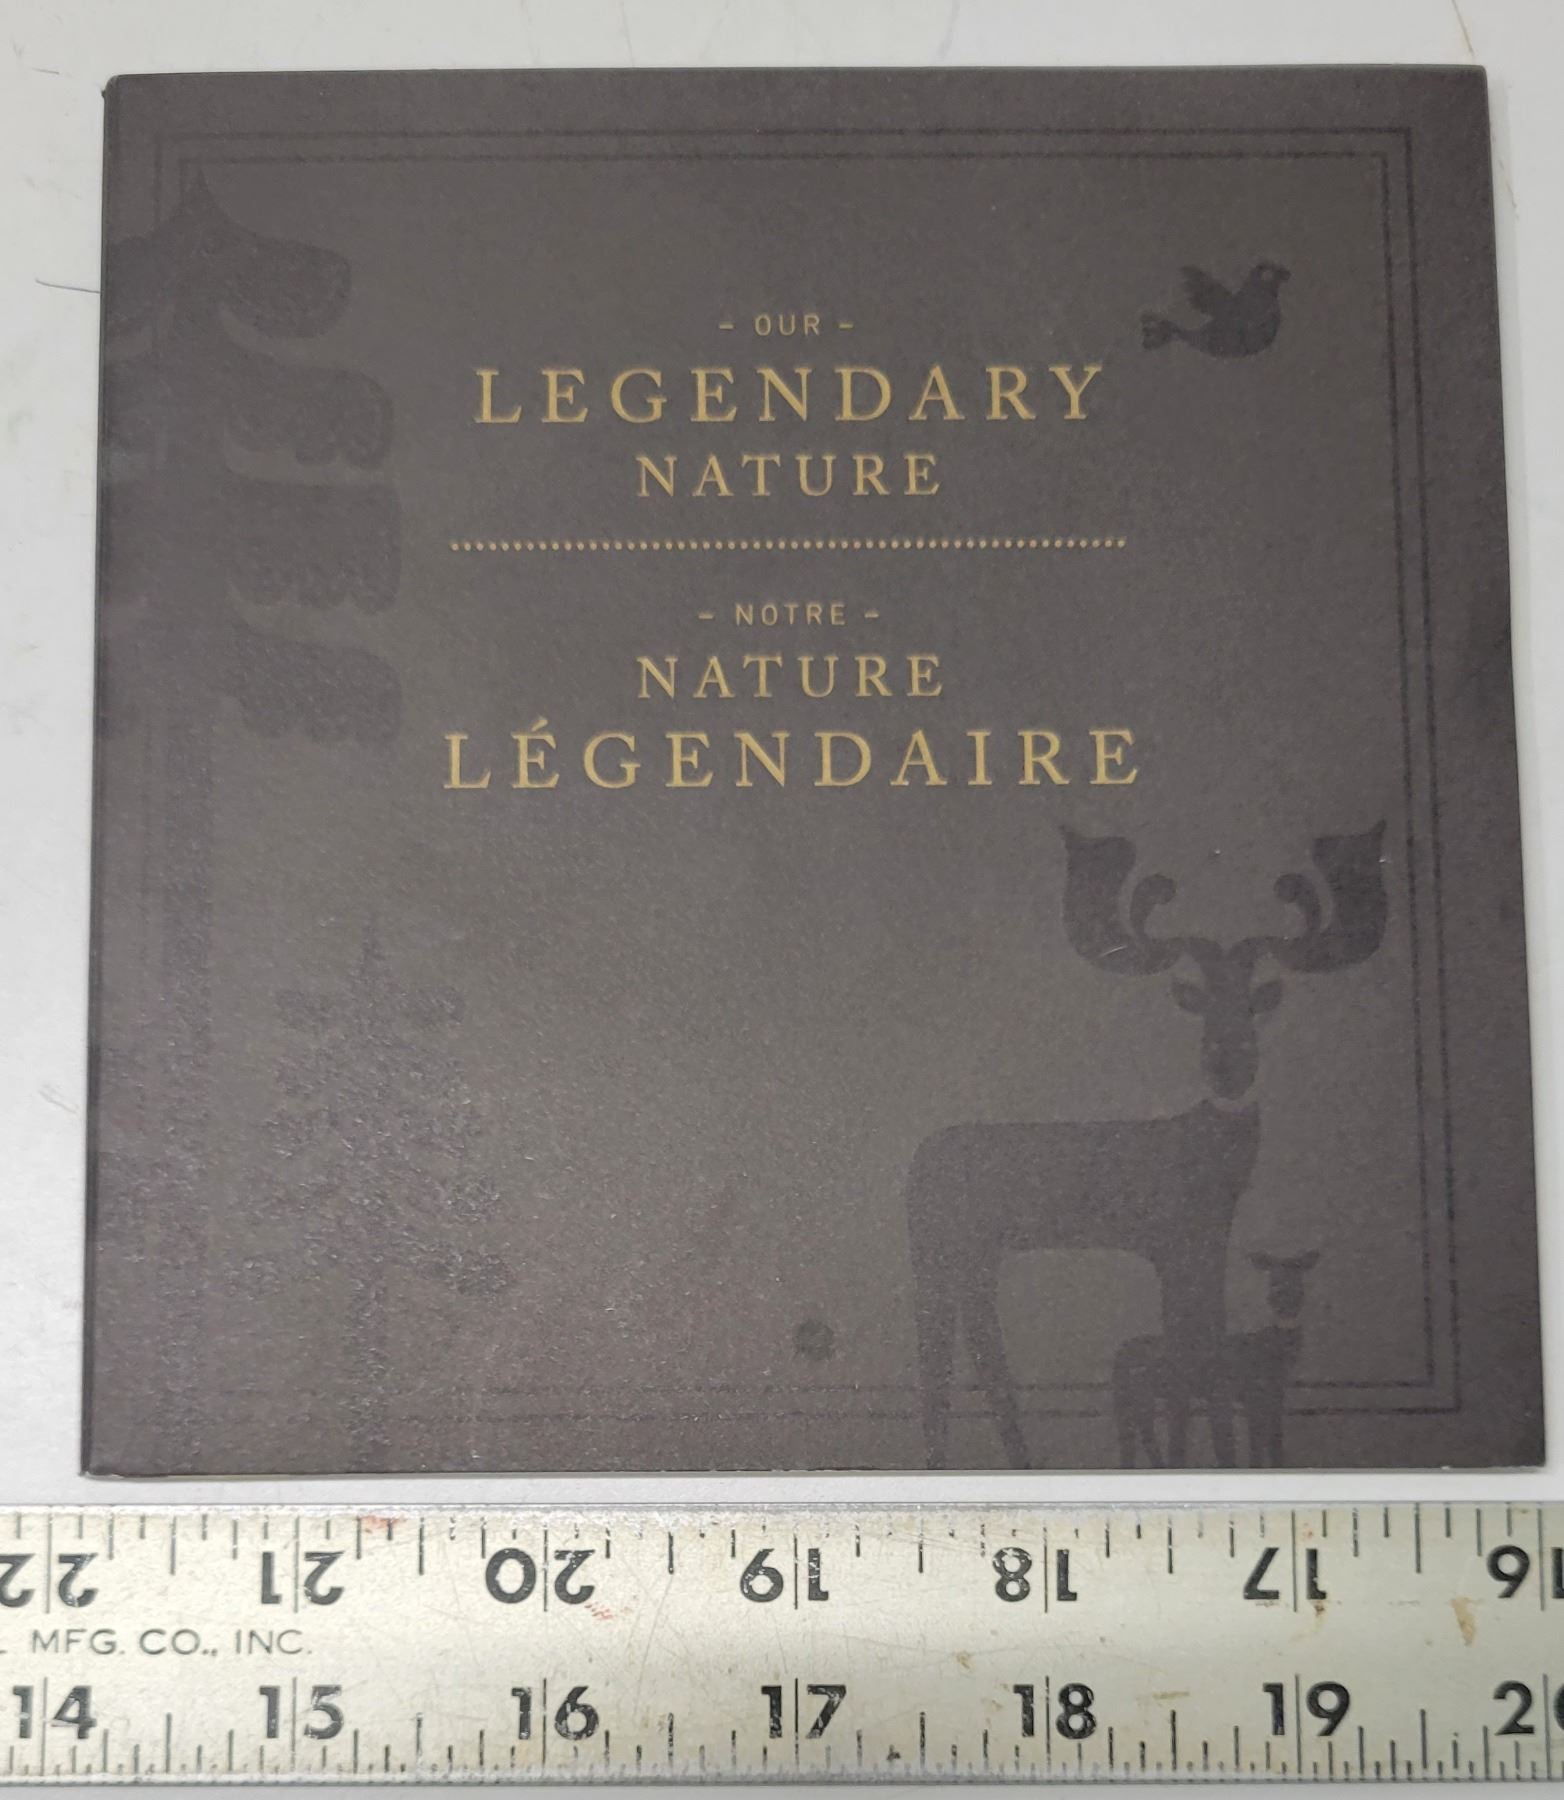 - OUR -
LEGENDARY
NATURE
- NOTRE -
NATURE
LÉGENDAIRE
22 21 20 19 18 17 16
MFG. CO., INC.
14 15 16 17 18 19